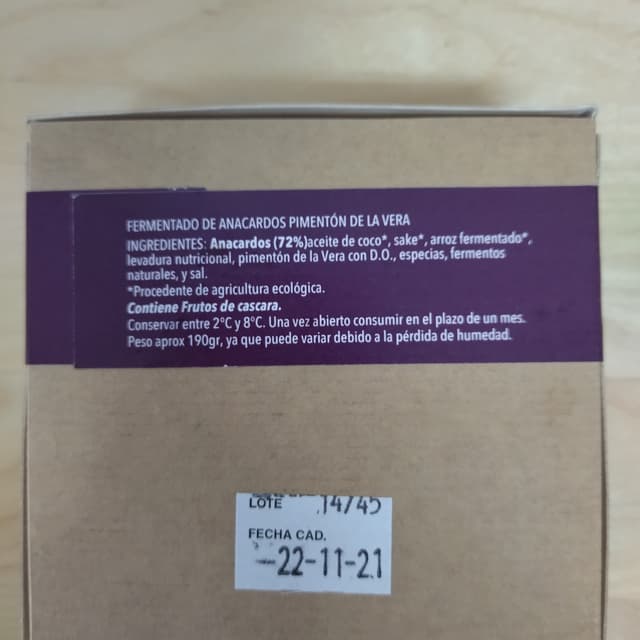 FERMENTADO DE ANACARDOS PIMENTÓN DE LA VERA
INGREDIENTES: Anacardos (72%)aceite de coco*, sake*, arroz fermentado*,
levadura nutricional, pimentón de la Vera con D.O., especias, fermentos
naturales, y sal.
*Procedente de agricultura ecológica.
Contiene Frutos de cascara.
Conservar entre 2°C y 8°C. Una vez abierto consumir en el plazo de un mes.
Peso aprox 190gr, ya que puede variar debido a la pérdida de humedad.
LOTE 14745
FECHA CAD.
-22-11-21